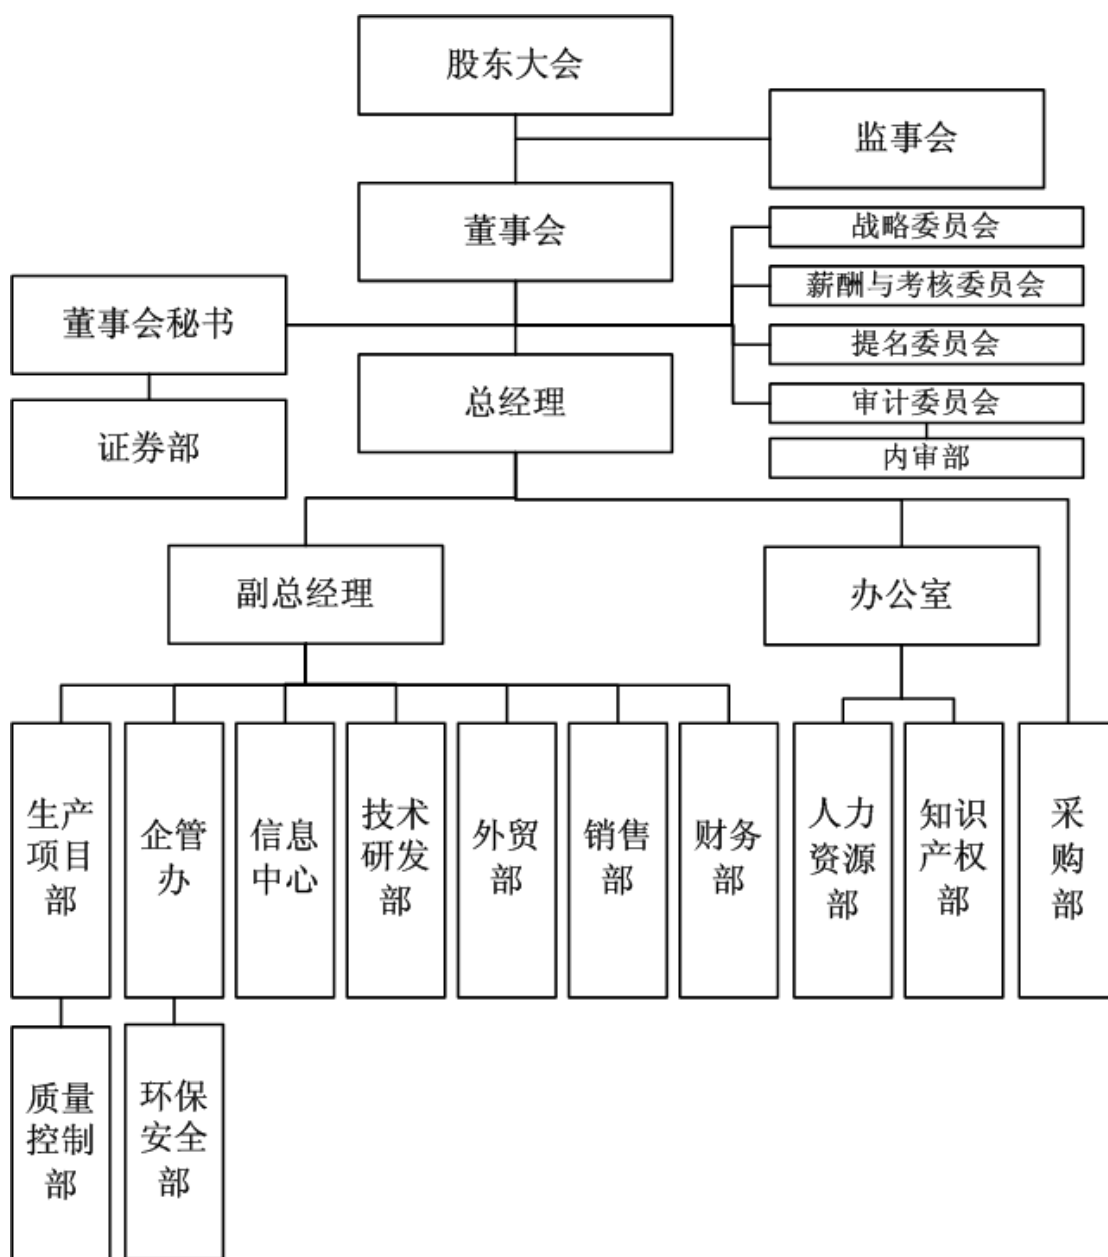 股东大会
监事会
董事会
战略委员会
薪酬与考核委员会
董事会秘书
提名委员会
总经理
审计委员会
证券部
内审部
副总经理
办公室
生产
项目
部
企管
办
信息
中心
技术
研发
部
外贸
部
销售
部
财务
部
人力
资源
部
知识
产权
部
采
购
部
质量
控制
部
环保
安全
部